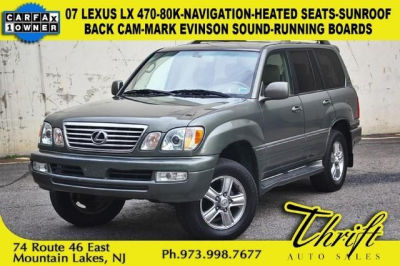 CARFAX
1 OWNER
07 LEXUS LX 470-80K-NAVIGATION-HEATED SEATS-SUNROOF
BACK CAM-MARK EVINSON SOUND-RUNNING BOARDS
74 Route 46 East
Mountain Lakes, NJ
Ph.973.998.7677
Thrift
AUTO SALES